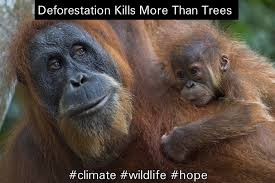 Deforestation Kills More Than Trees
#climate #wildlife #hope